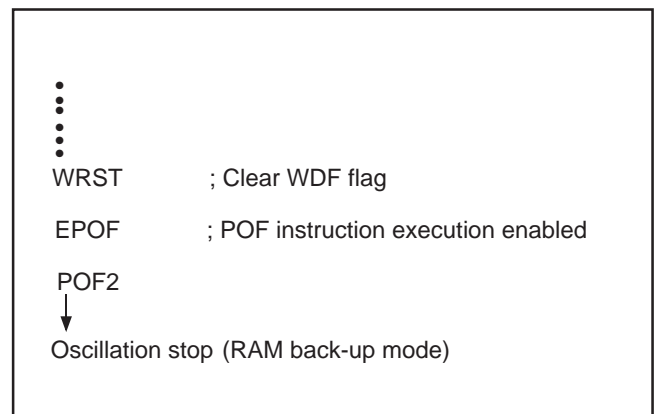 WRST ; Clear WDF flag
EPOF ; POF instruction execution enabled
POF2
Oscillation stop (RAM back-up mode)